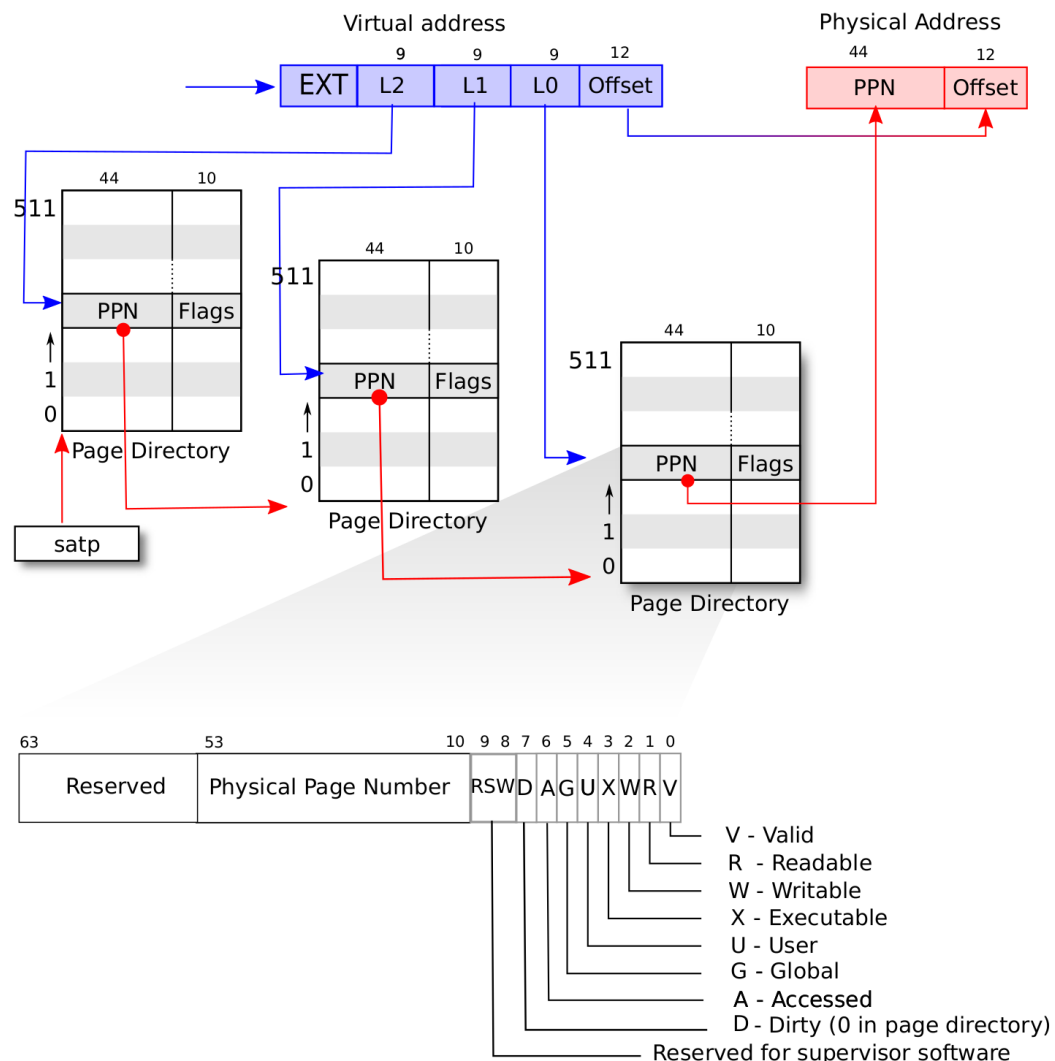 Virtual address
Physical Address
9 9 9 12
44 12
EXT L2 L1 L0 Offset
PPN Offset
44 10
511
PPN Flags
1
0
Page Directory
satp
44 10
511
PPN Flags
1
0
Page Directory
44 10
511
PPN Flags
1
0
Page Directory
63 53 10 9 8 7 6 5 4 3 2 1 0
Reserved Physical Page Number RSW D A G U X W R V
V - Valid
R - Readable
W - Writable
X - Executable
U - User
G - Global
A - Accessed
D - Dirty (0 in page directory)
Reserved for supervisor software